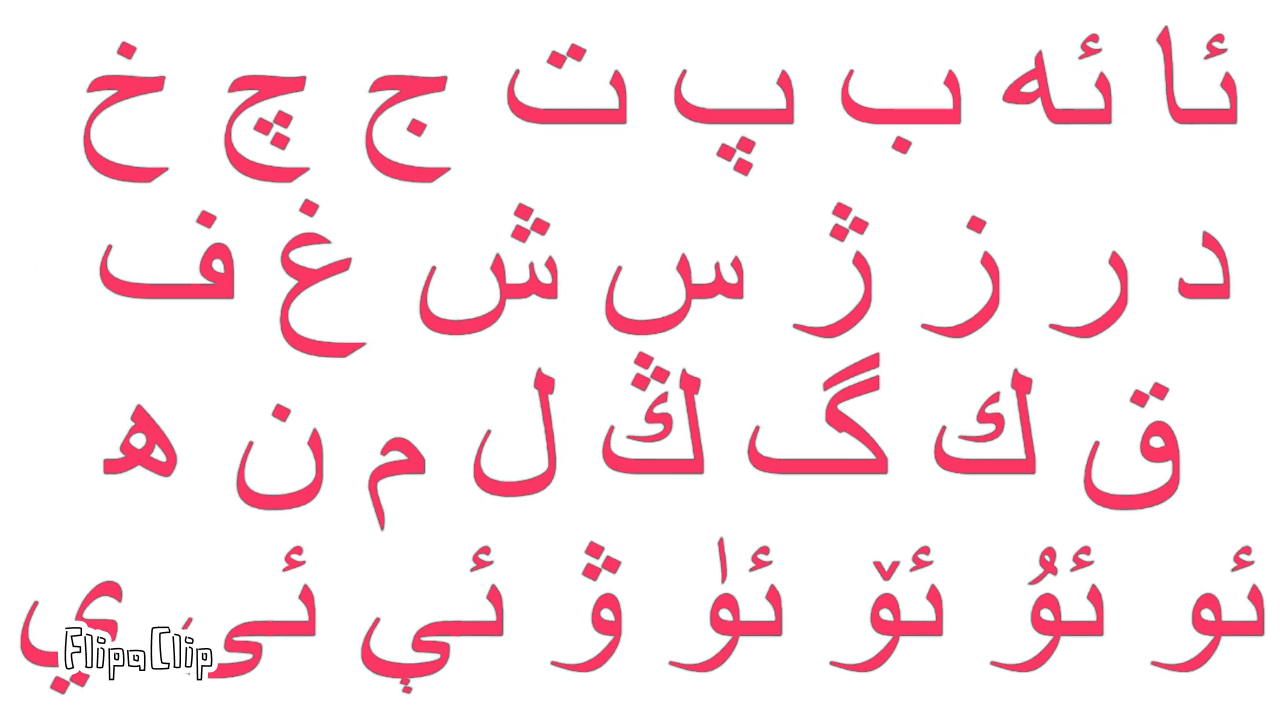 ئا ئە ب پ ت ج چ خ
د ر ز ژ س ش غ ف
ق ك گ ڭ ل م ن ھ
ئو ئۇ ئۆ ئۈ ۋ ئې ئى ي
FlipaClip